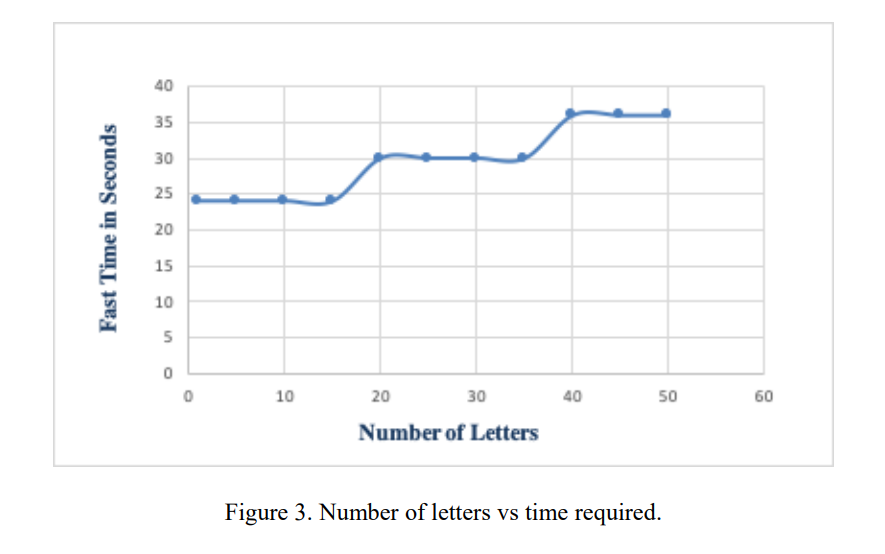 40
35
30
25
20
15
10
5
0
0 10 20 30 40 50 60
Fast Time in Seconds
Number of Letters
Figure 3. Number of letters vs time required.